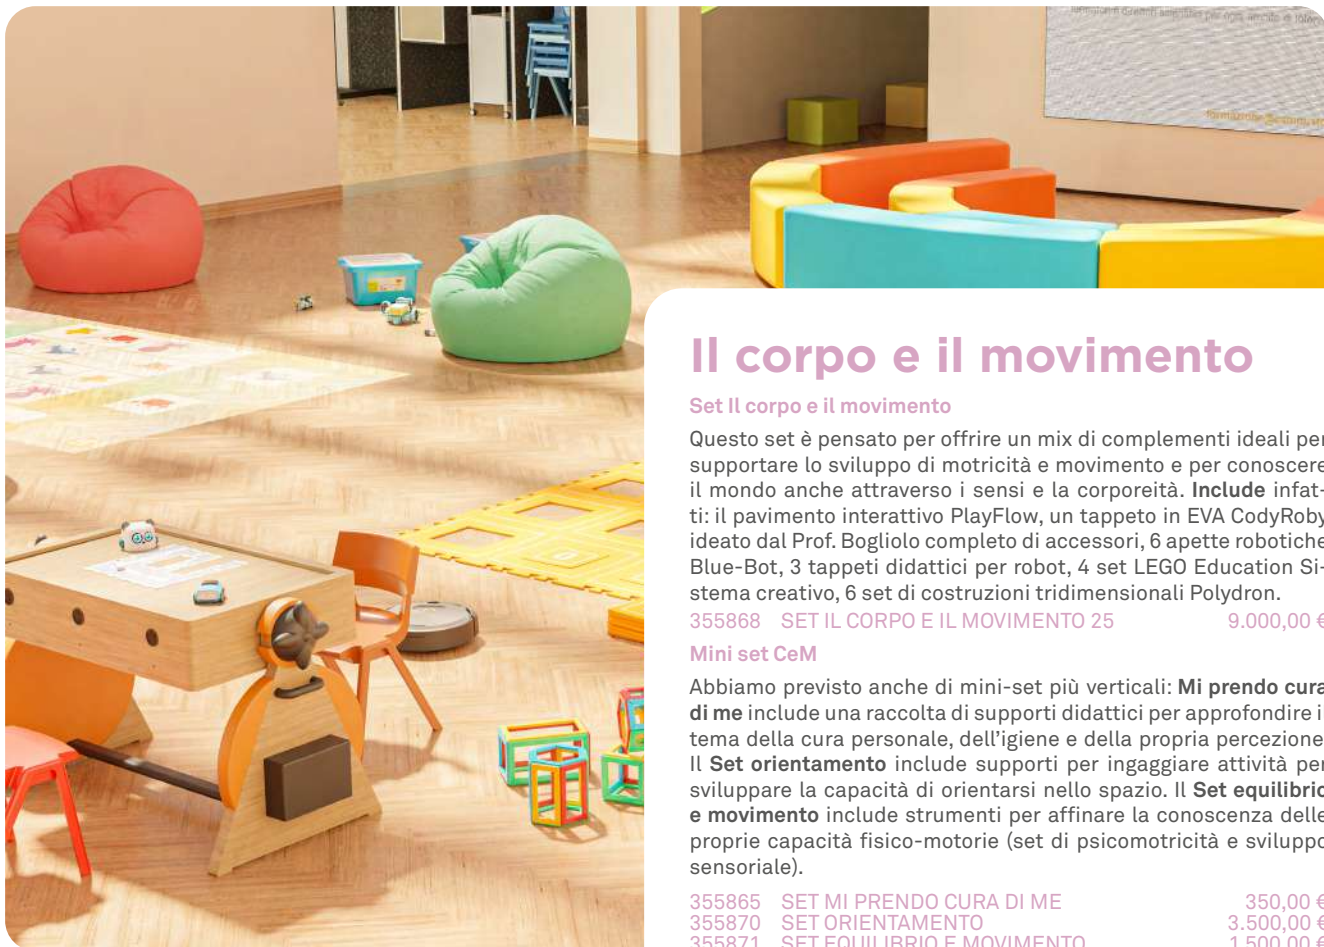 Il corpo e il movimento
Set Il corpo e il movimento
Questo set è pensato per offrire un mix di complementi ideali per
supportare lo sviluppo di motricità e movimento e per conoscere
il mondo anche attraverso i sensi e la corporeità. Include infat-
ti: il pavimento interattivo PlayFlow, un tappeto in EVA CodyRoby
ideato dal Prof. Bogliolo completo di accessori, 6 apette robotiche
Blue-Bot, 3 tappeti didattici per robot, 4 set LEGO Education Si-
stema creativo, 6 set di costruzioni tridimensionali Polydron.
355868 SET IL CORPO E IL MOVIMENTO 25 9.000,00 €
Mini set CeM
Abbiamo previsto anche di mini-set più verticali: Mi prendo cura
di me include una raccolta di supporti didattici per approfondire i
tema della cura personale, dell'igiene e della propria percezione
Il Set orientamento include supporti per ingaggiare attività per
sviluppare la capacità di orientarsi nello spazio. Il Set equilibrio
e movimento include strumenti per affinare la conoscenza delle
proprie capacità fisico-motorie (set di psicomotricità e sviluppo
sensoriale).
355865 SET MI PRENDO CURA DI ME 350,00 €
355870 SET ORIENTAMENTO 3.500,00 €
355871 SET EQUILIBRIO E MOVIMENTO 1.500,00 €